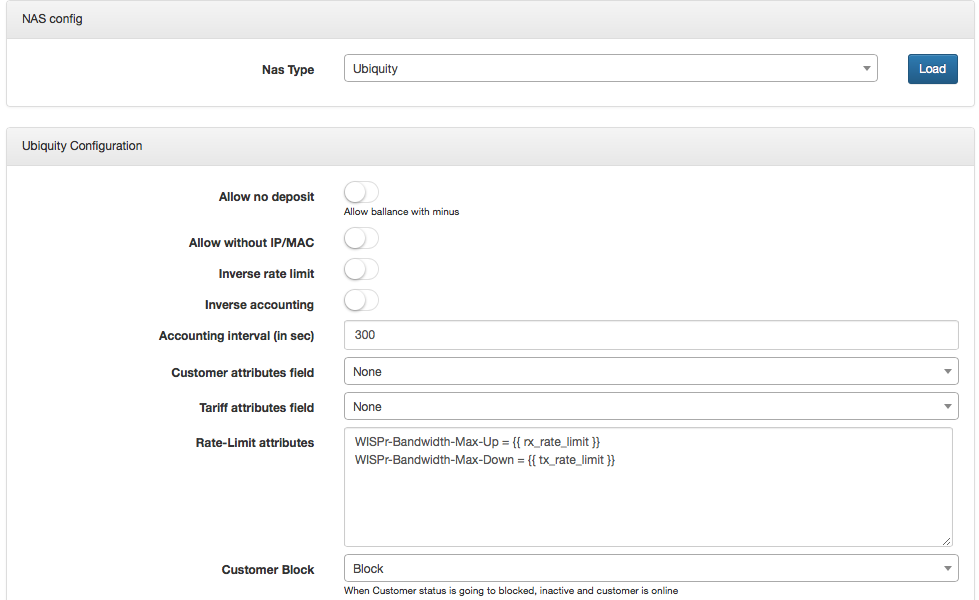 NAS config
Nas Type
Ubiquity
Load
Ubiquity Configuration
Allow no deposit
Allow ballance with minus
Allow without IP/MAC
Inverse rate limit
Inverse accounting
Accounting interval (in sec)
300
Customer attributes field
None
Tariff attributes field
None
Rate-Limit attributes
WISPr-Bandwidth-Max-Up = {{ rx_rate_limit }}
WISPr-Bandwidth-Max-Down = {{ tx_rate_limit }}
Customer Block
Block
When Customer status is going to blocked, inactive and customer is online